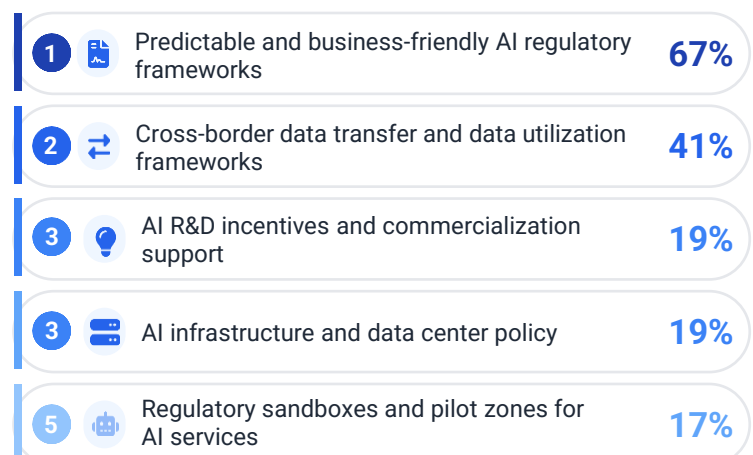 1
Predictable and business-friendly AI regulatory
frameworks
67%
2
Cross-border data transfer and data utilization
frameworks
41%
3
AI R&D incentives and commercialization
support
19%
3
AI infrastructure and data center policy
19%
5
Regulatory sandboxes and pilot zones for
AI services
17%